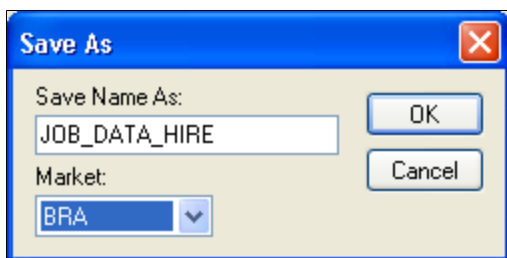 Save As
Save Name As:
JOB_DATA_HIRE
OK
Market:
Cancel
BRA